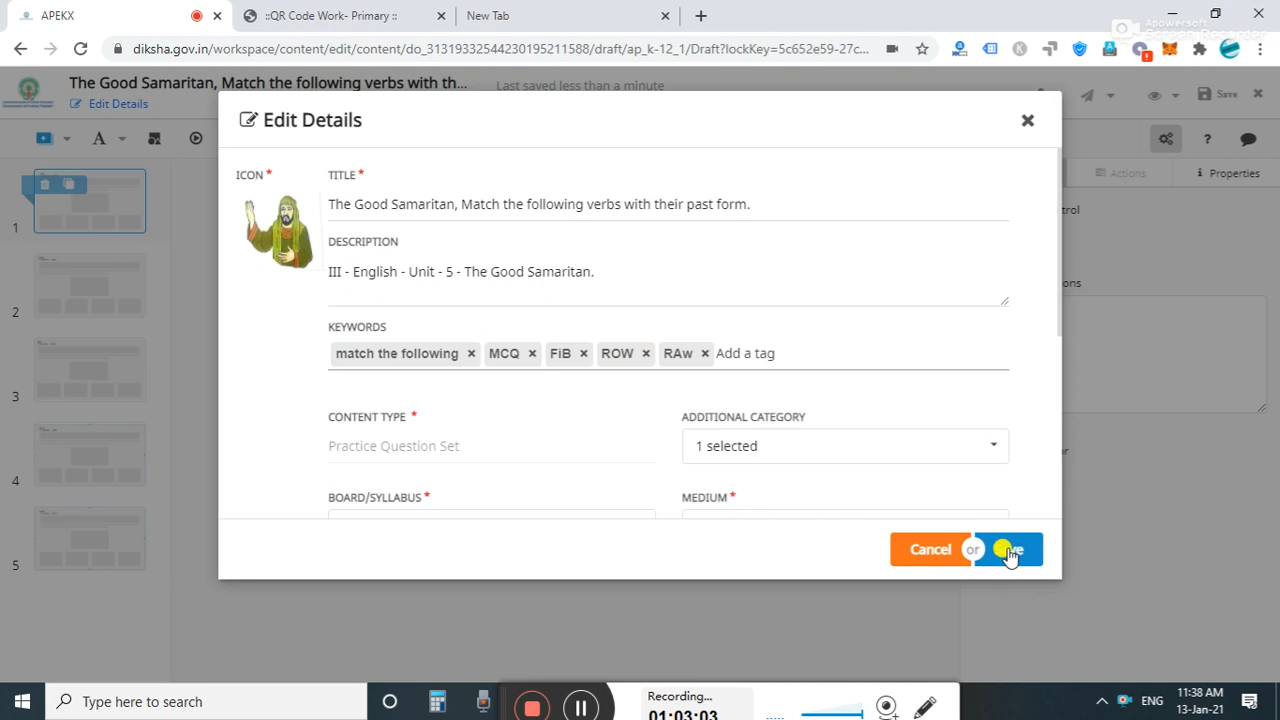 APEKX
::QR Code Work- Primary ::
New Tab
Apowersoft
Screen Recorder
diksha.gov.in/workspace/content/edit/content/do_31319332544230195211588/draft/ap_k-12_1/Draft?lockKey=5c652e59-27c...
The Good Samaritan, Match the following verbs with th...
Last saved less than a minute
Edit Details
Save
Edit Details
Actions
Properties
ICON *
TITLE *
The Good Samaritan, Match the following verbs with their past form.
DESCRIPTION
III - English - Unit - 5 - The Good Samaritan.
KEYWORDS
match the following
MCQ
FiB
ROW
RAw
Add a tag
CONTENT TYPE *
ADDITIONAL CATEGORY
Practice Question Set
1 selected
BOARD/SYLLABUS *
MEDIUM *
Cancel
or
1
2
3
4
5
Type here to search
Recording...
01:03:03
ENG
11:38 AM
13-Jan-21